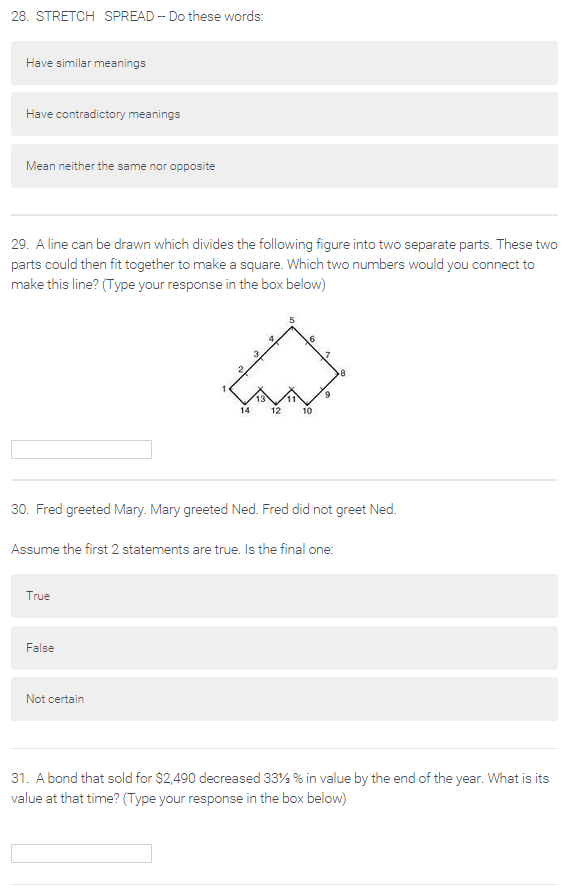 28. STRETCH SPREAD -- Do these words:
Have similar meanings
Have contradictory meanings
Mean neither the same nor opposite
29. A line can be drawn which divides the following figure into two separate parts. These two
parts could then fit together to make a square. Which two numbers would you connect to
make this line? (Type your response in the box below)
5
4 6
3 7
2 8
1 13 11 9
14 12 10
30. Fred greeted Mary. Mary greeted Ned. Fred did not greet Ned.
Assume the first 2 statements are true. Is the final one:
True
False
Not certain
31. A bond that sold for $2,490 decreased 33⅓ % in value by the end of the year. What is its
value at that time? (Type your response in the box below)